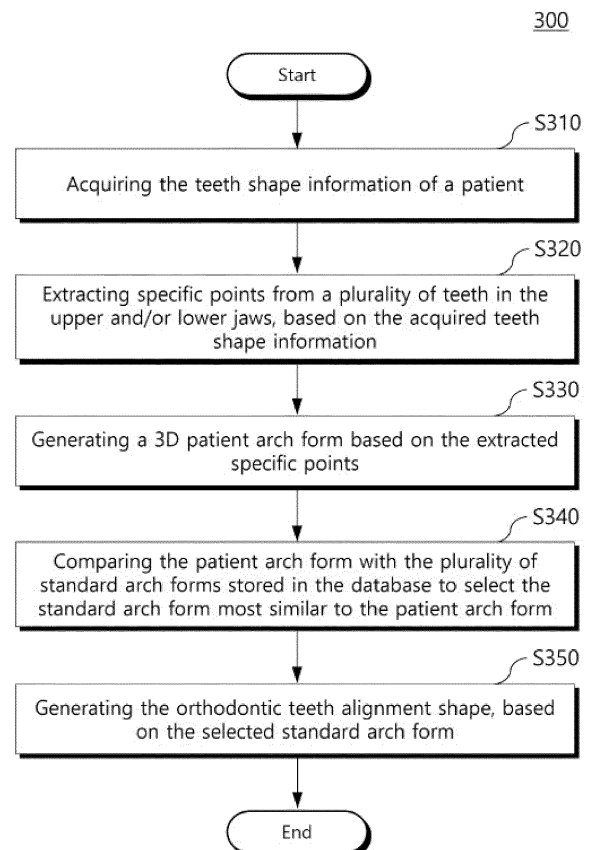 300
Start
S310
Acquiring the teeth shape information of a patient
S320
Extracting specific points from a plurality of teeth in the
upper and/or lower jaws, based on the acquired teeth
shape information
S330
Generating a 3D patient arch form based on the extracted
specific points
S340
Comparing the patient arch form with the plurality of
standard arch forms stored in the database to select the
standard arch form most similar to the patient arch form
S350
Generating the orthodontic teeth alignment shape, based
on the selected standard arch form
End